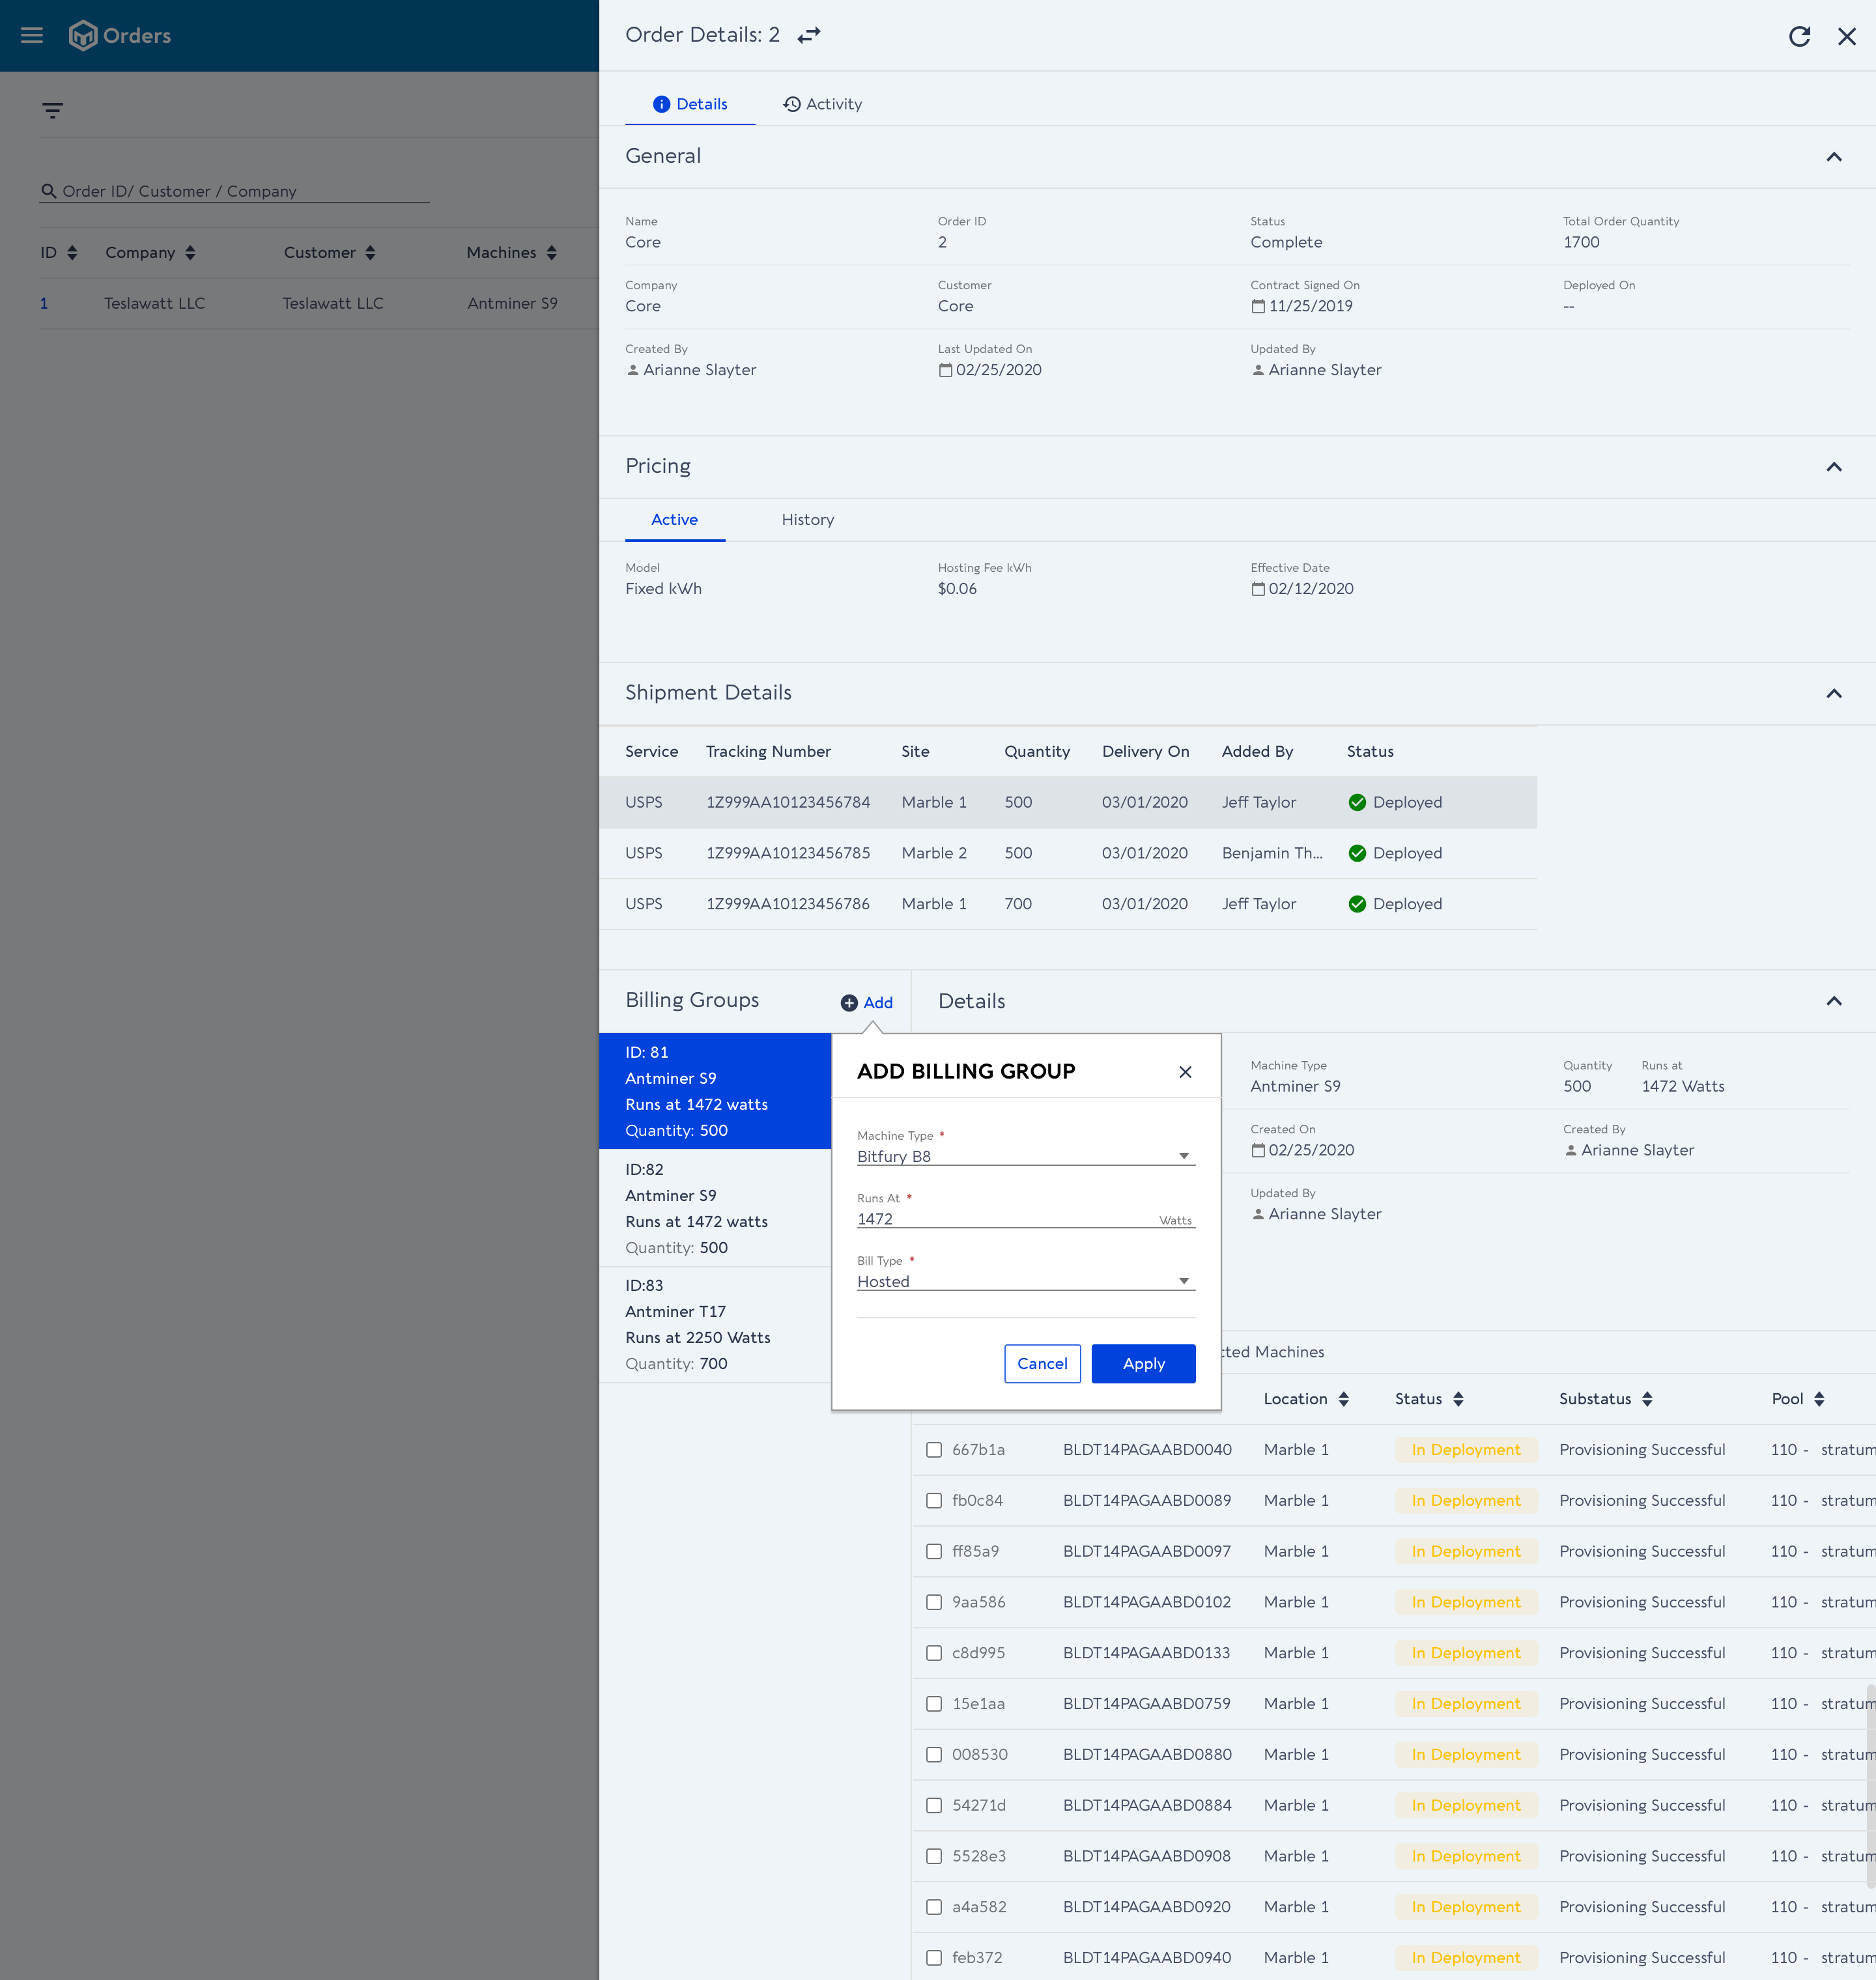 Orders
Order ID/ Customer / Company
ID Company Customer Machines
1 Teslawatt LLC Teslawatt LLC Antminer S9
Order Details: 2
Details Activity
General
Name Order ID Status Total Order Quantity
Core 2 Complete 1700
Company Customer Contract Signed On Deployed On
Core Core 11/25/2019 --
Created By Last Updated On Updated By
Arianne Slayter 02/25/2020 Arianne Slayter
Pricing
Active History
Model Hosting Fee kWh Effective Date
Fixed kWh $0.06 02/12/2020
Shipment Details
Service Tracking Number Site Quantity Delivery On Added By Status
USPS 1Z999AA10123456784 Marble 1 500 03/01/2020 Jeff Taylor Deployed
USPS 1Z999AA10123456785 Marble 2 500 03/01/2020 Benjamin Th... Deployed
USPS 1Z999AA10123456786 Marble 1 700 03/01/2020 Jeff Taylor Deployed
Billing Groups Add
ID: 81
Antminer S9
Runs at 1472 watts
Quantity: 500
ID:82
Antminer S9
Runs at 1472 watts
Quantity: 500
ID:83
Antminer T17
Runs at 2250 Watts
Quantity: 700
ADD BILLING GROUP
Machine Type *
Bitfury B8
Runs At *
1472 Watts
Bill Type *
Hosted
Cancel Apply
Details
Machine Type Quantity Runs at
Antminer S9 500 1472 Watts
Created On Created By
02/25/2020 Arianne Slayter
Updated By
Arianne Slayter
cted Machines
Location Status Substatus Pool
667b1a BLDT14PAGAABD0040 Marble 1 In Deployment Provisioning Successful 110 - stratum
fb0c84 BLDT14PAGAABD0089 Marble 1 In Deployment Provisioning Successful 110 - stratum
ff85a9 BLDT14PAGAABD0097 Marble 1 In Deployment Provisioning Successful 110 - stratum
9aa586 BLDT14PAGAABD0102 Marble 1 In Deployment Provisioning Successful 110 - stratum
c8d995 BLDT14PAGAABD0133 Marble 1 In Deployment Provisioning Successful 110 - stratum
15e1aa BLDT14PAGAABD0759 Marble 1 In Deployment Provisioning Successful 110 - stratum
008530 BLDT14PAGAABD0880 Marble 1 In Deployment Provisioning Successful 110 - stratum
54271d BLDT14PAGAABD0884 Marble 1 In Deployment Provisioning Successful 110 - stratum
5528e3 BLDT14PAGAABD0908 Marble 1 In Deployment Provisioning Successful 110 - stratum
a4a582 BLDT14PAGAABD0920 Marble 1 In Deployment Provisioning Successful 110 - stratum
feb372 BLDT14PAGAABD0940 Marble 1 In Deployment Provisioning Successful 110 - stratum